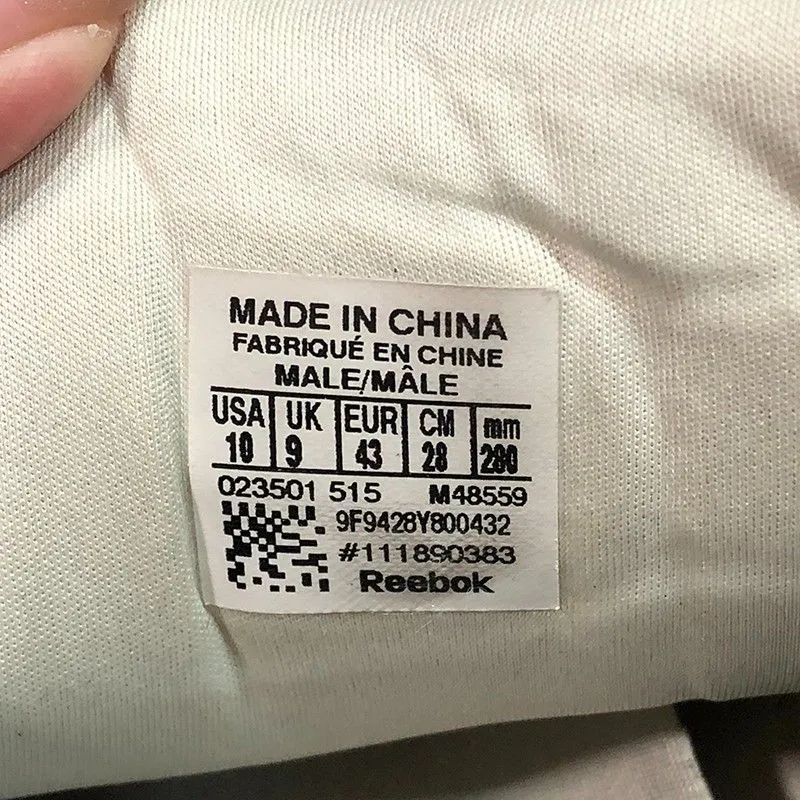 MADE IN CHINA
FABRIQUÉ EN CHINE
MALE/MÂLE
USA UK EUR CM mm
10 9 43 28 280
023501 515 M48559
9F9428Y800432
#111890383
Reebok